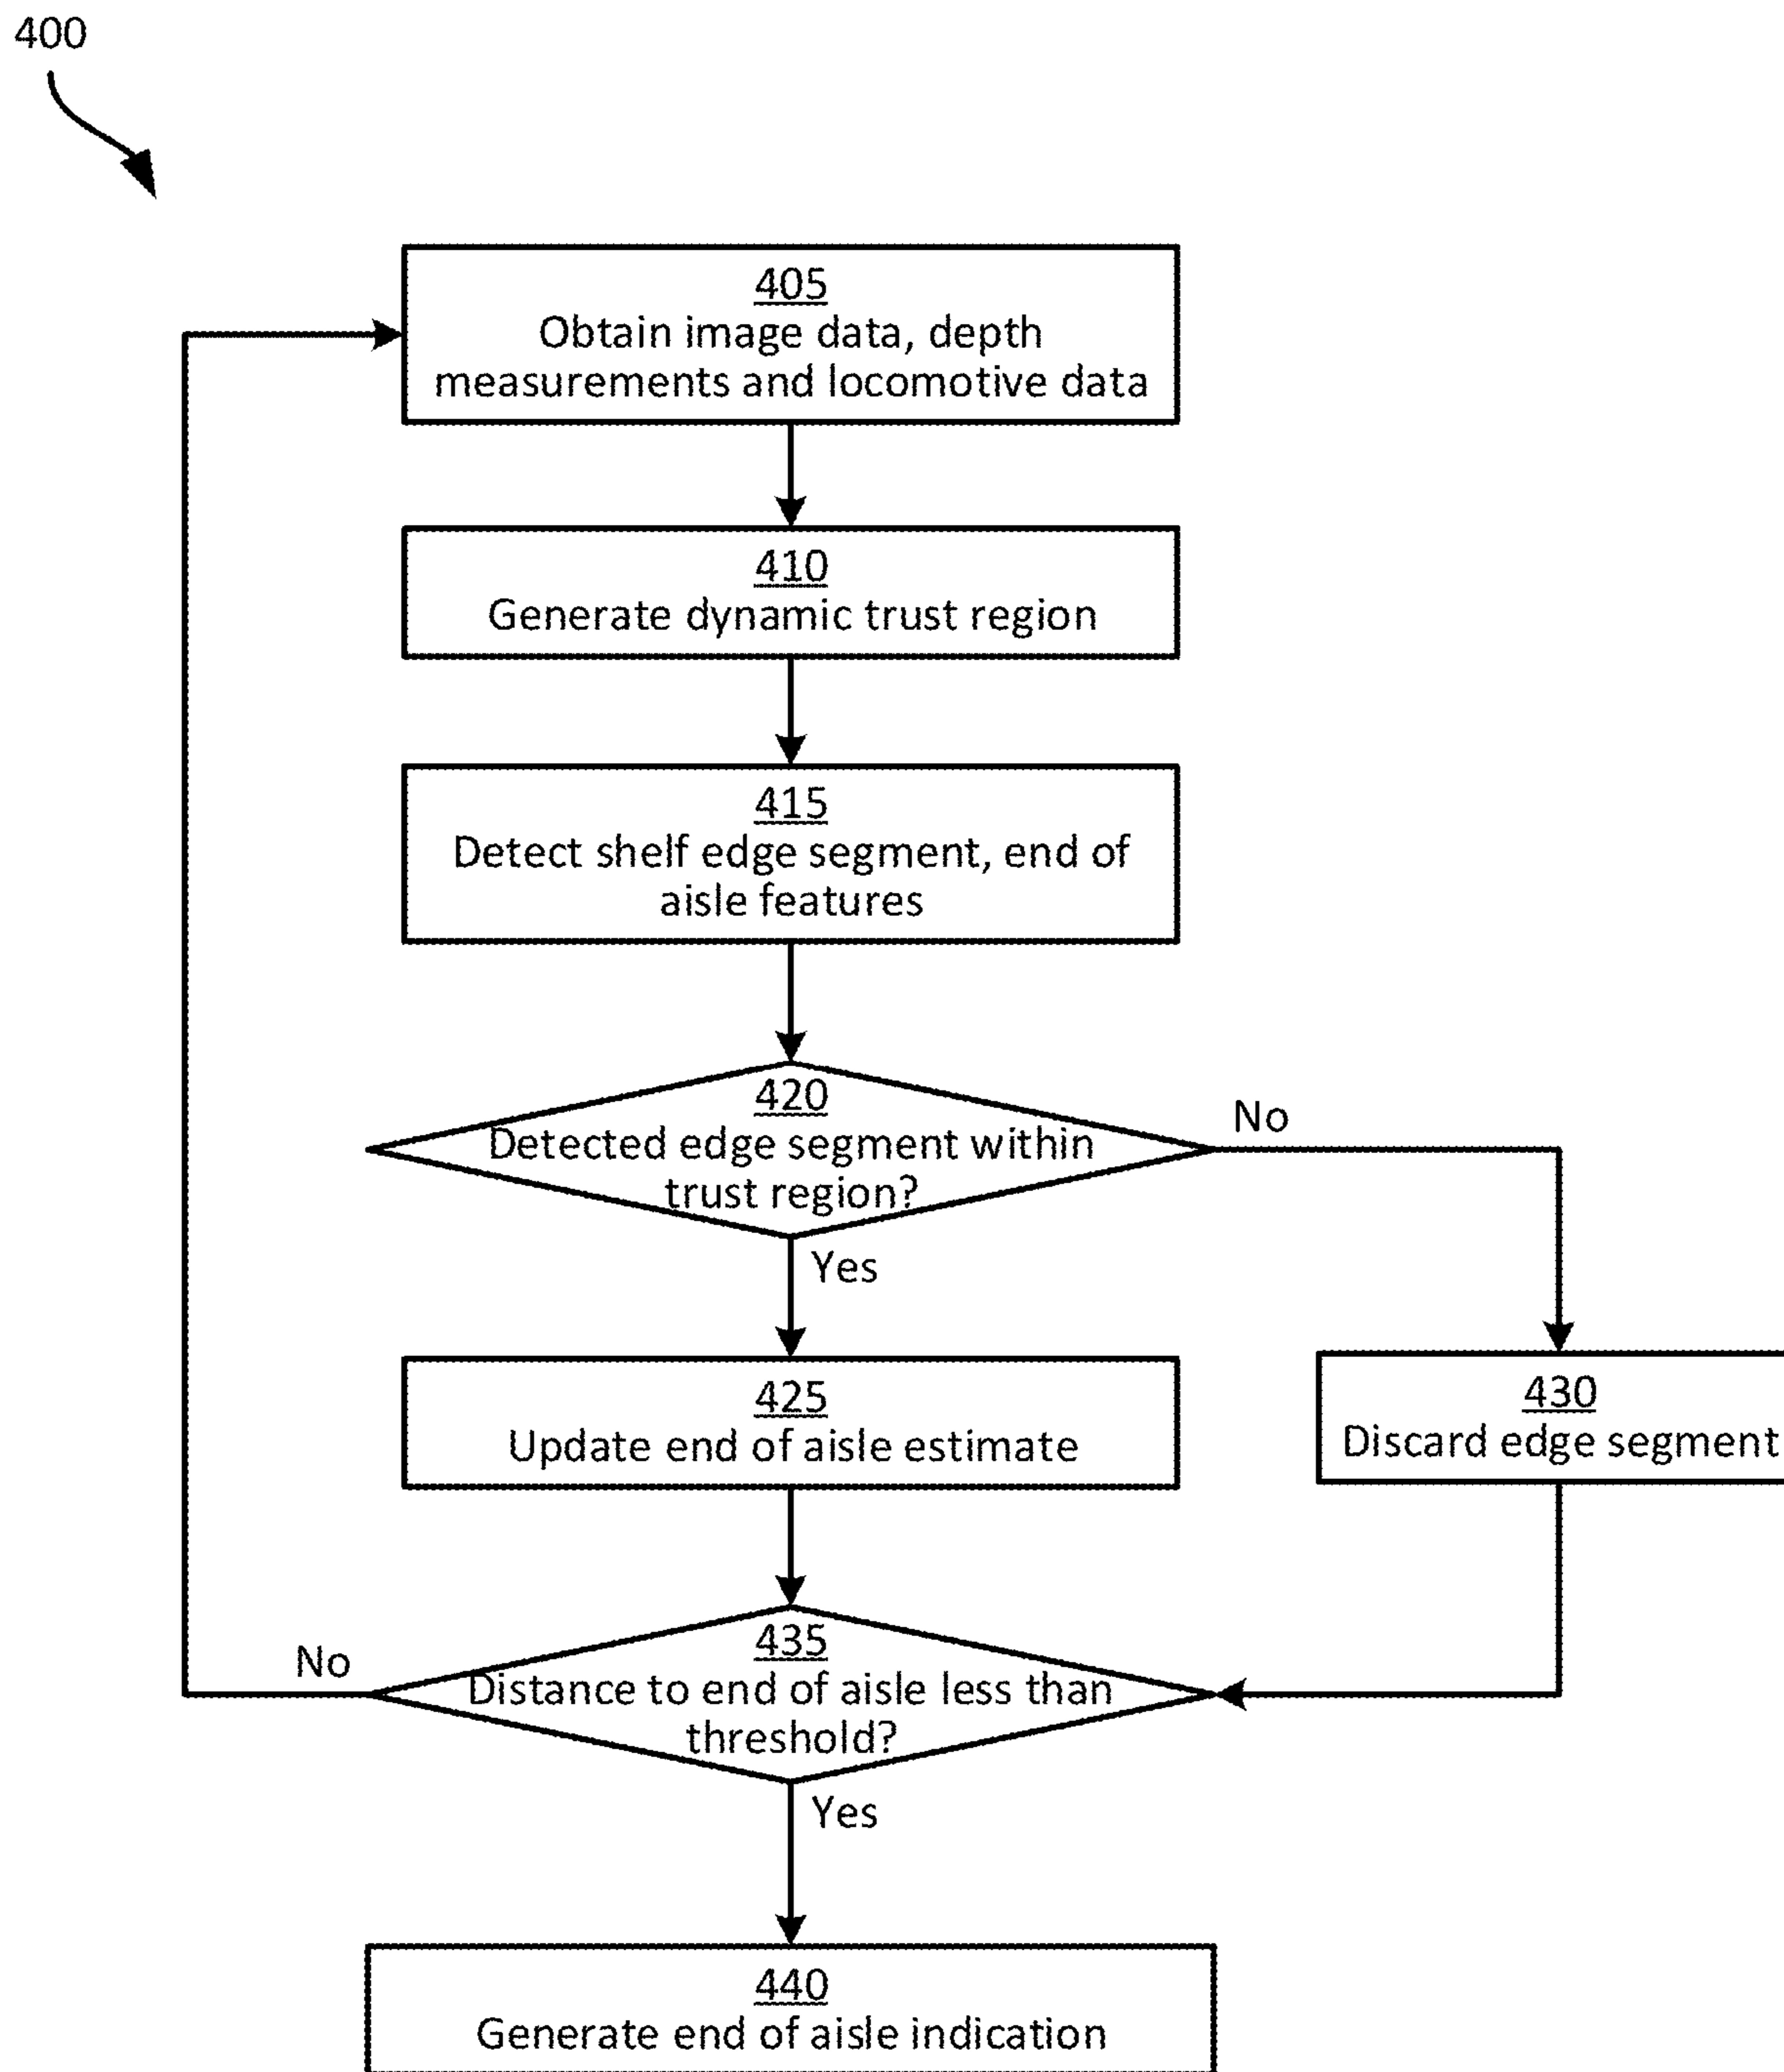 400
405
Obtain image data, depth
measurements and locomotive data
410
Generate dynamic trust region
415
Detect shelf edge segment, end of
aisle features
420
Detected edge segment within
trust region?
No
Yes
425
Update end of aisle estimate
430
Discard edge segment
435
Distance to end of aisle less than
threshold?
No
Yes
440
Generate end of aisle indication